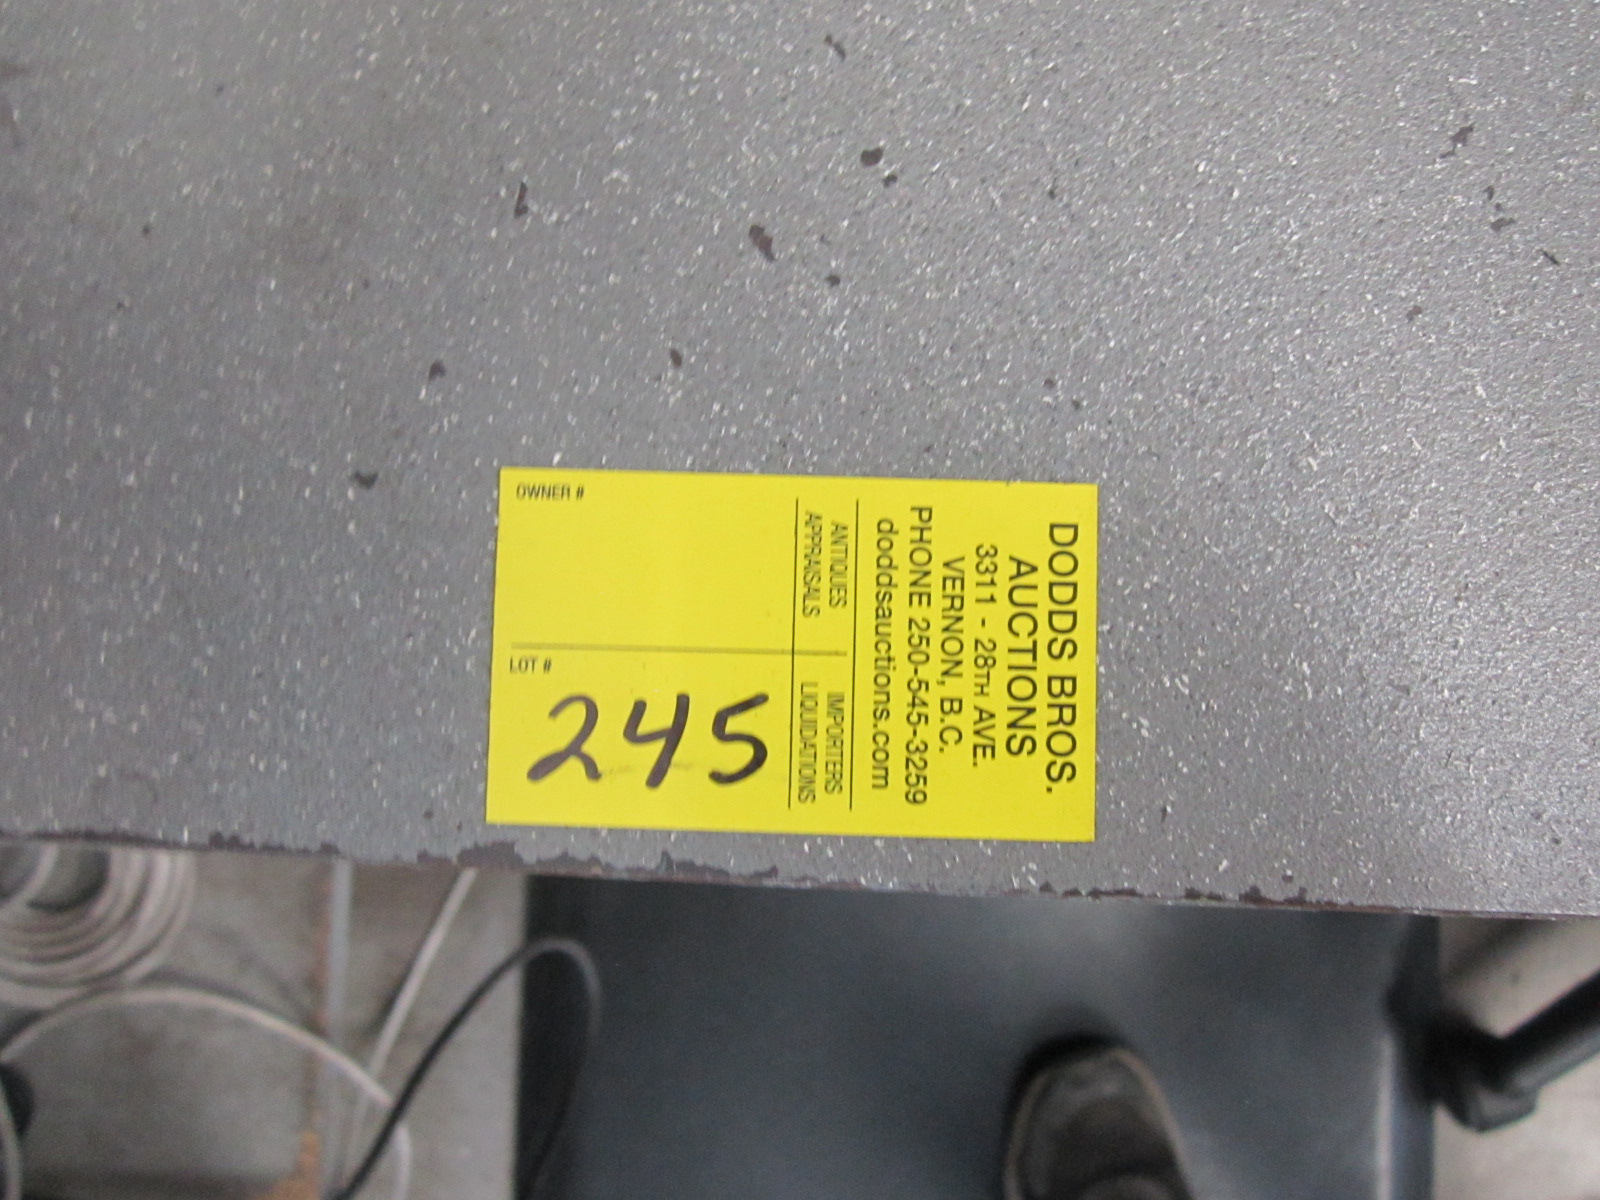 DODDS BROS.
AUCTIONS
3311 - 28TH AVE.
VERNON, B.C.
PHONE 250-545-3259
doddsauctions.com
ANTIQUES
APPRAISALS
IMPORTERS
LIQUIDATIONS
OWNER #
LOT #
245